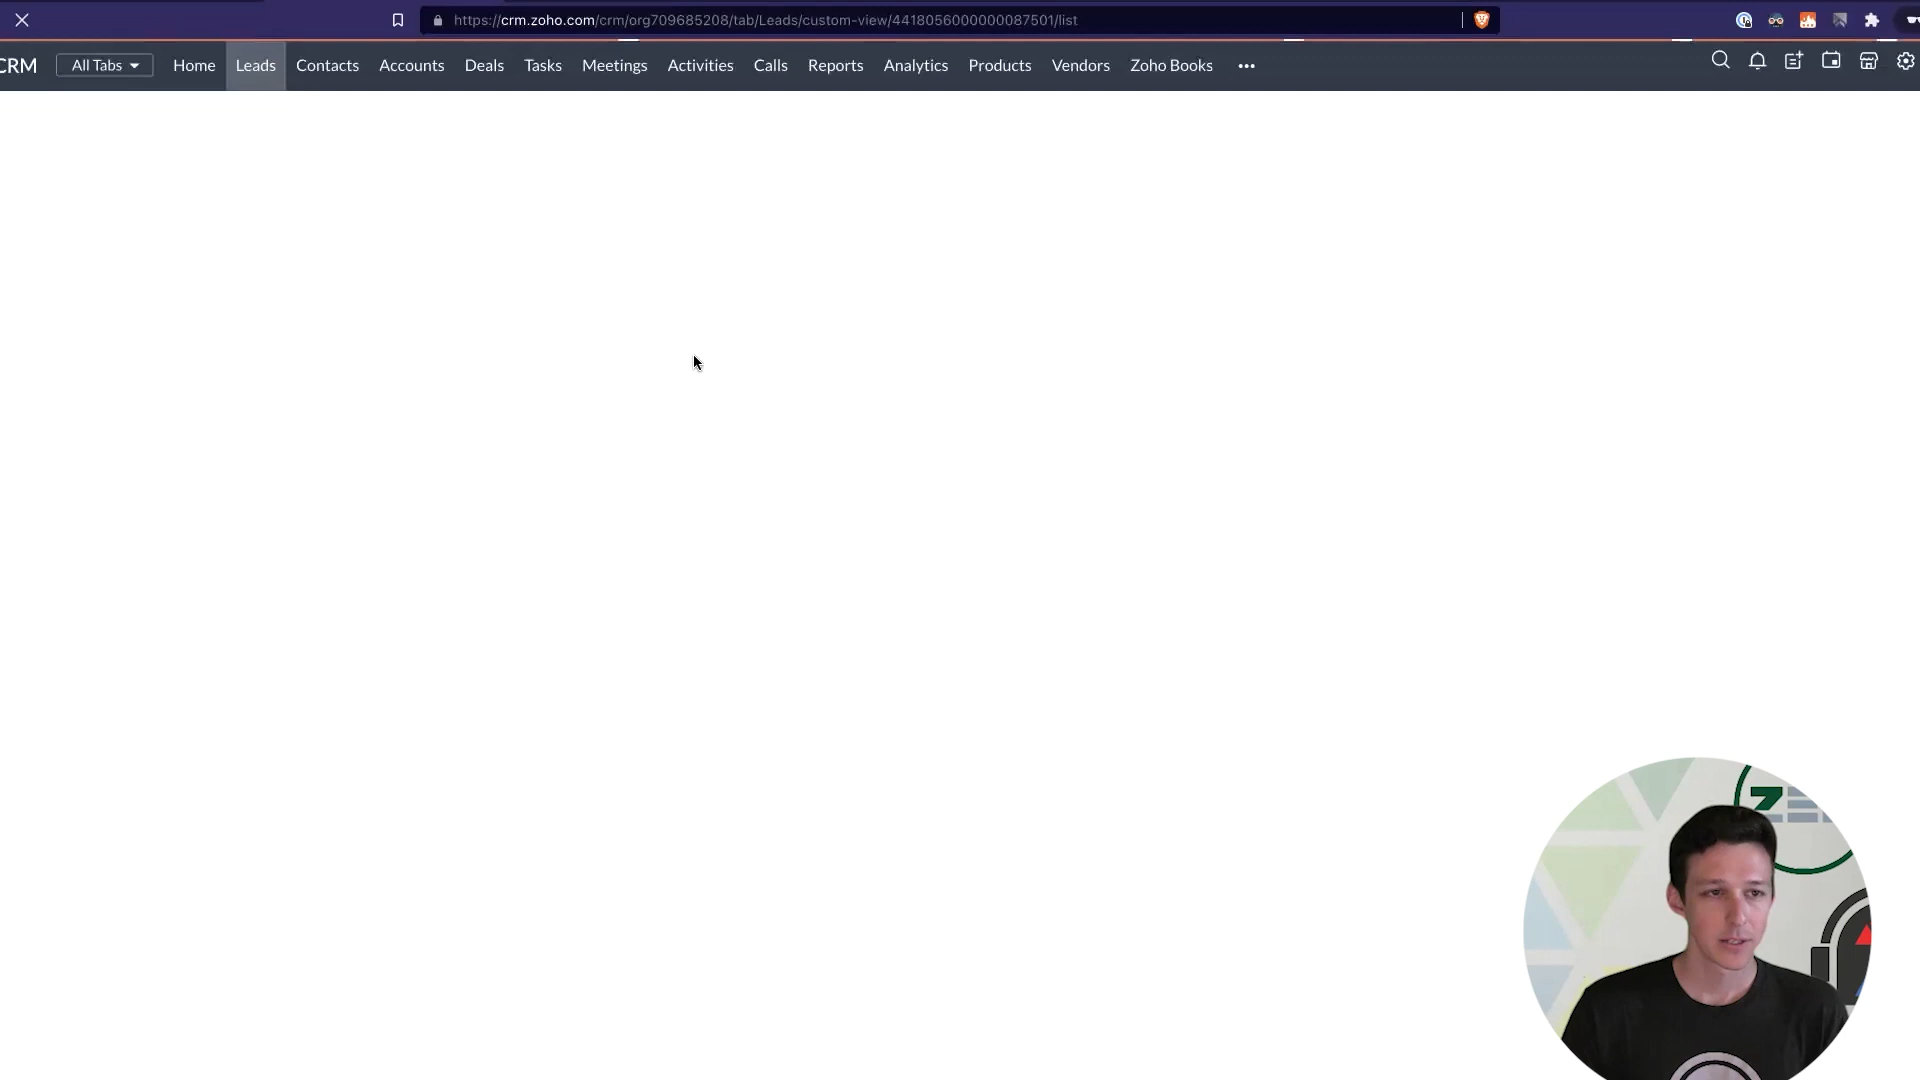 https://crm.zoho.com/crm/org709685208/tab/Leads/custom-view/4418056000000087501/list
CRM All Tabs Home Leads Contacts Accounts Deals Tasks Meetings Activities Calls Reports Analytics Products Vendors Zoho Books •••
Z